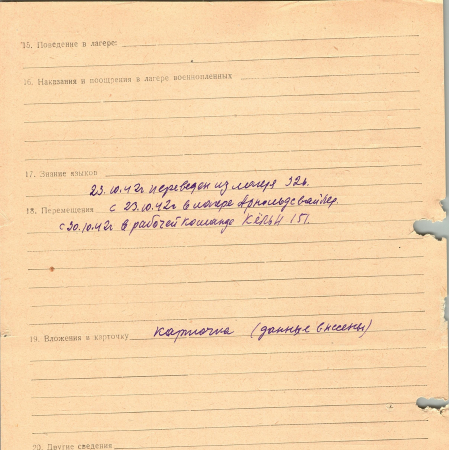 15. Поведение в лагере:
16. Наказания и поощрения в лагере военнопленных
17. Знание языков
23.10.42г переведен из лагеря 326.
18. Перемещения с 23.10.42г в лагере Арнольдсвайлер.
с 30.10.42г в рабочей команде Кёльн 151.
19. Вложения в карточку карточка (данные внесены)
20. Другие сведения